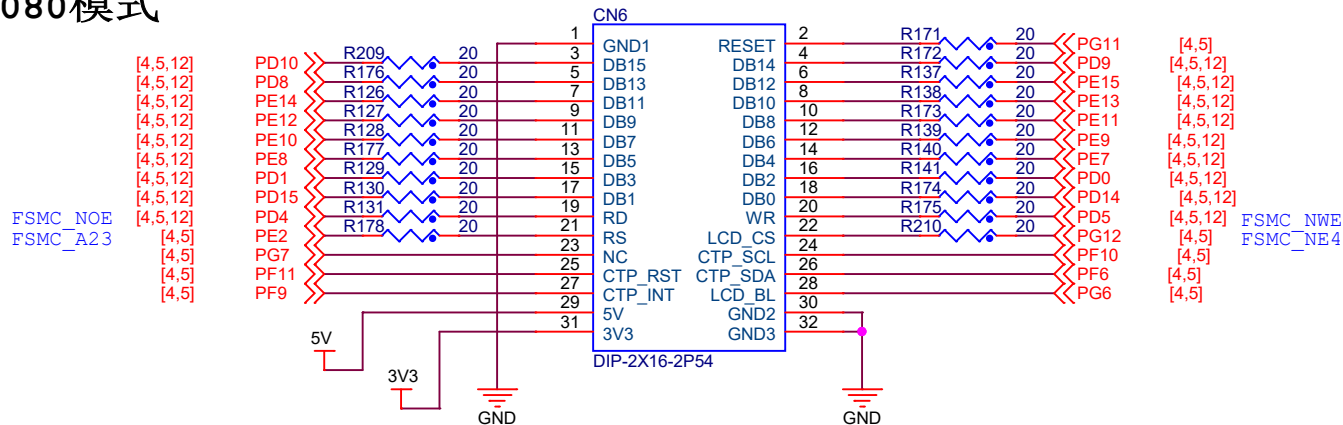 080模式
CN6
1 GND1 RESET 2 R171 20 PG11 [4,5]
[4,5,12] PD10 R209 20 3 DB15 DB14 4 R172 20 PD9 [4,5,12]
[4,5,12] PD8 R176 20 5 DB13 DB12 6 R137 20 PE15 [4,5,12]
[4,5,12] PE14 R126 20 7 DB11 DB10 8 R138 20 PE13 [4,5,12]
[4,5,12] PE12 R127 20 9 DB9 DB8 10 R173 20 PE11 [4,5,12]
[4,5,12] PE10 R128 20 11 DB7 DB6 12 R139 20 PE9 [4,5,12]
[4,5,12] PE8 R177 20 13 DB5 DB4 14 R140 20 PE7 [4,5,12]
[4,5,12] PD1 R129 20 15 DB3 DB2 16 R141 20 PD0 [4,5,12]
[4,5,12] PD15 R130 20 17 DB1 DB0 18 R174 20 PD14 [4,5,12]
FSMC_NOE [4,5,12] PD4 R131 20 19 RD WR 20 R175 20 PD5 [4,5,12] FSMC_NWE
FSMC_A23 [4,5] PE2 R178 20 21 RS LCD_CS 22 R210 20 PG12 [4,5] FSMC_NE4
[4,5] PG7 23 NC CTP_SCL 24 PF10 [4,5]
[4,5] PF11 25 CTP_RST CTP_SDA 26 PF6 [4,5]
[4,5] PF9 27 CTP_INT LCD_BL 28 PG6 [4,5]
29 5V GND2 30
31 3V3 GND3 32
5V
DIP-2X16-2P54
3V3
GND GND